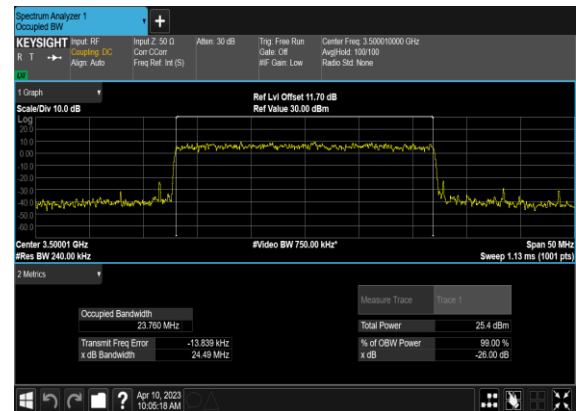 Spectrum Analyzer 1
Occupied BW
KEYSIGHT
R T
Input: RF
Coupling: DC
Align: Auto
Input Z: 50 Ω
Corr CCorr
Freq Ref: Int (S)
Atten: 30 dB
Trig: Free Run
Gate: Off
#IF Gain: Low
Center Freq: 3.500010000 GHz
Avg|Hold: 100/100
Radio Std: None
1 Graph
Scale/Div 10.0 dB
Ref Lvl Offset 11.70 dB
Ref Value 30.00 dBm
Log
20.0
10.0
0.00
-10.0
-20.0
-30.0
-40.0
-50.0
-60.0
Center 3.50001 GHz
#Res BW 240.00 kHz
#Video BW 750.00 kHz*
Span 50 MHz
Sweep 1.13 ms (1001 pts)
2 Metrics
Measure Trace
Trace 1
Occupied Bandwidth
23.760 MHz
Total Power
25.4 dBm
Transmit Freq Error
-13.839 kHz
% of OBW Power
99.00 %
x dB Bandwidth
24.49 MHz
x dB
-26.00 dB
?
Apr 10, 2023
10:05:18 AM